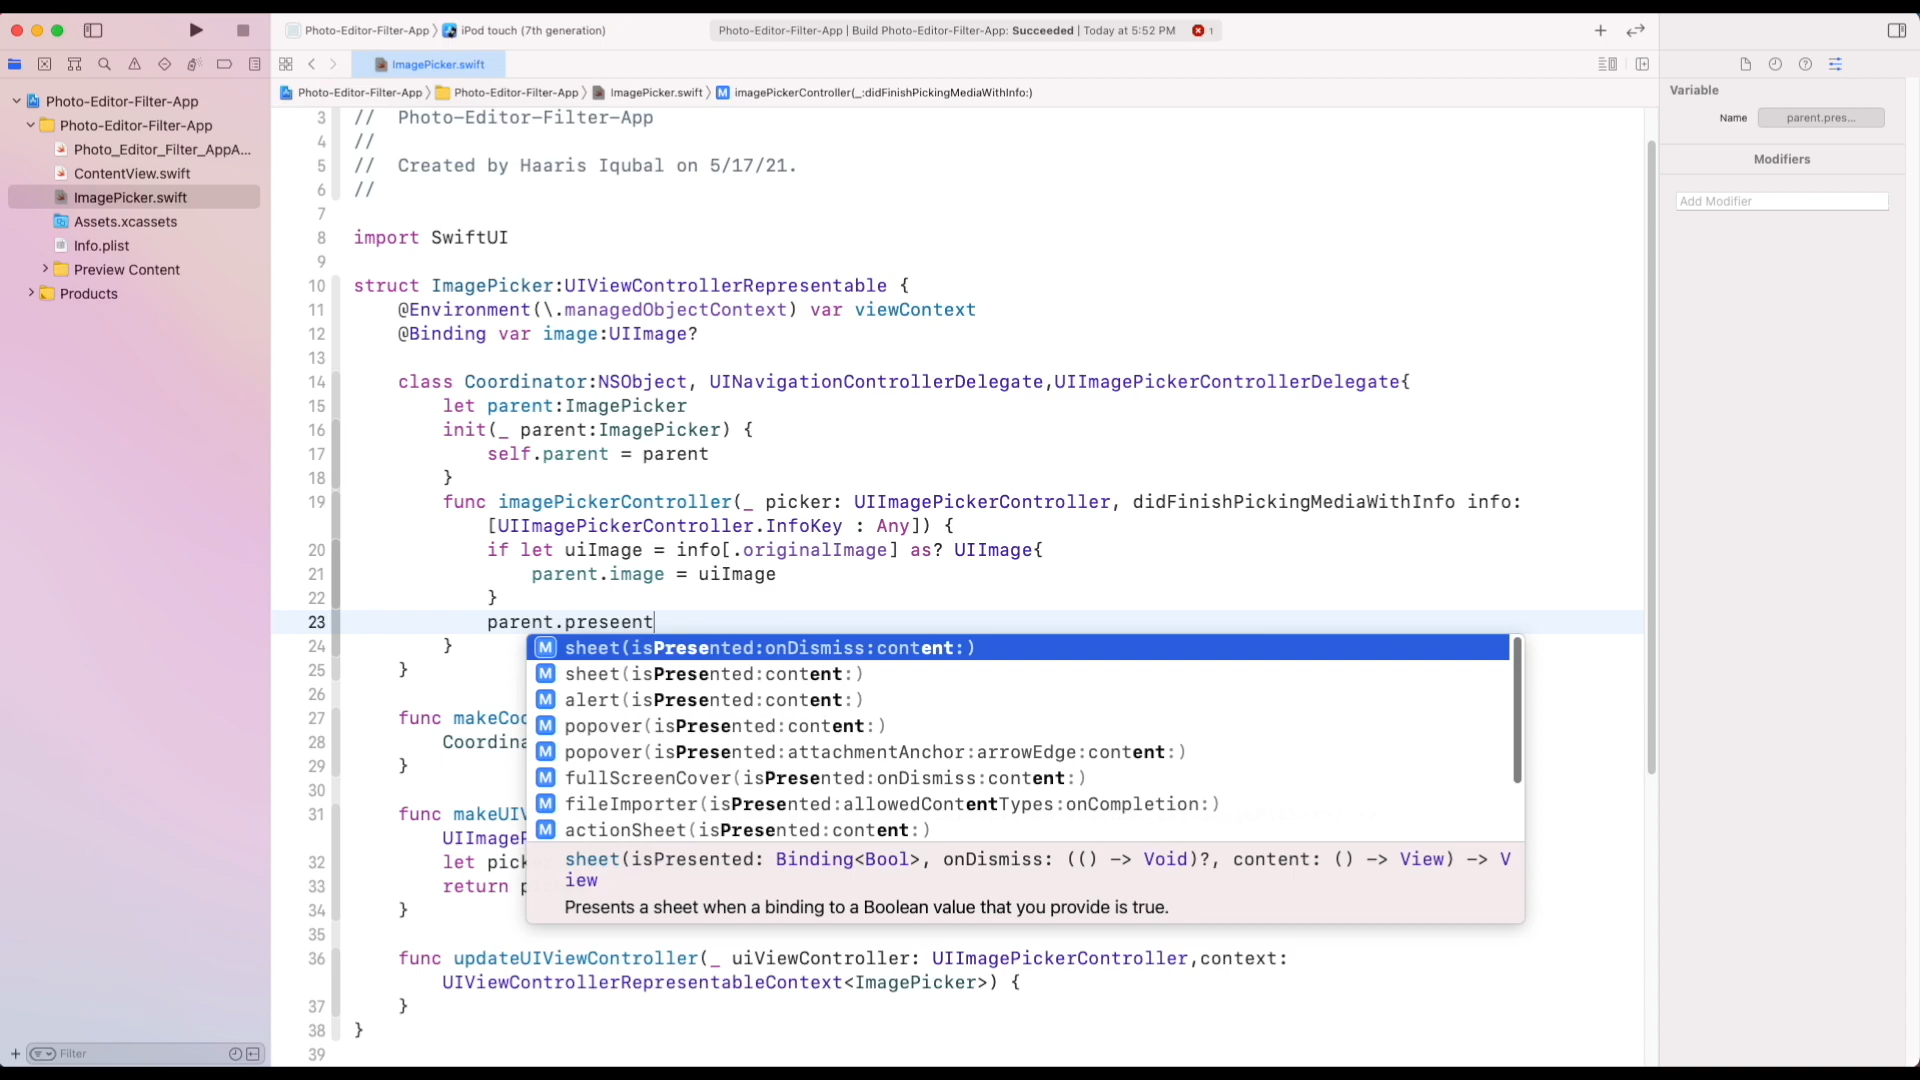 Photo-Editor-Filter-App
iPod touch (7th generation)
Photo-Editor-Filter-App | Build Photo-Editor-Filter-App: Succeeded | Today at 5:52 PM
1
ImagePicker.swift
Photo-Editor-Filter-App
Photo-Editor-Filter-App
ImagePicker.swift
M imagePickerController(_:didFinishPickingMediaWithInfo:)
Photo-Editor-Filter-App
Photo-Editor-Filter-App
Photo_Editor_Filter_AppA...
ContentView.swift
ImagePicker.swift
Assets.xcassets
Info.plist
Preview Content
Products
Filter
3 //  Photo-Editor-Filter-App
4 //
5 //  Created by Haaris Iqubal on 5/17/21.
6 //
7
8 import SwiftUI
9
10 struct ImagePicker:UIViewControllerRepresentable {
11 @Environment(\.managedObjectContext) var viewContext
12 @Binding var image:UIImage?
13
14 class Coordinator:NSObject, UINavigationControllerDelegate,UIImagePickerControllerDelegate{
15 let parent:ImagePicker
16 init(_ parent:ImagePicker) {
17 self.parent = parent
18 }
19 func imagePickerController(_ picker: UIImagePickerController, didFinishPickingMediaWithInfo info:
[UIImagePickerController.InfoKey : Any]) {
20 if let uiImage = info[.originalImage] as? UIImage{
21 parent.image = uiImage
22 }
23 parent.preseent
24 }
25 }
26
27 func makeCoo
28 Coordina
29 }
30
31 func makeUIV
UIImageP
32 let pick
33 return p
34 }
35
36 func updateUIViewController(_ uiViewController: UIImagePickerController,context:
UIViewControllerRepresentableContext<ImagePicker>) {
37 }
38 }
39
M sheet(isPresented:onDismiss:content:)
M sheet(isPresented:content:)
M alert(isPresented:content:)
M popover(isPresented:content:)
M popover(isPresented:attachmentAnchor:arrowEdge:content:)
M fullScreenCover(isPresented:onDismiss:content:)
M fileImporter(isPresented:allowedContentTypes:onCompletion:)
M actionSheet(isPresented:content:)
sheet(isPresented: Binding<Bool>, onDismiss: (() -> Void)?, content: () -> View) -> V
iew
Presents a sheet when a binding to a Boolean value that you provide is true.
Variable
Name parent.pres...
Modifiers
Add Modifier